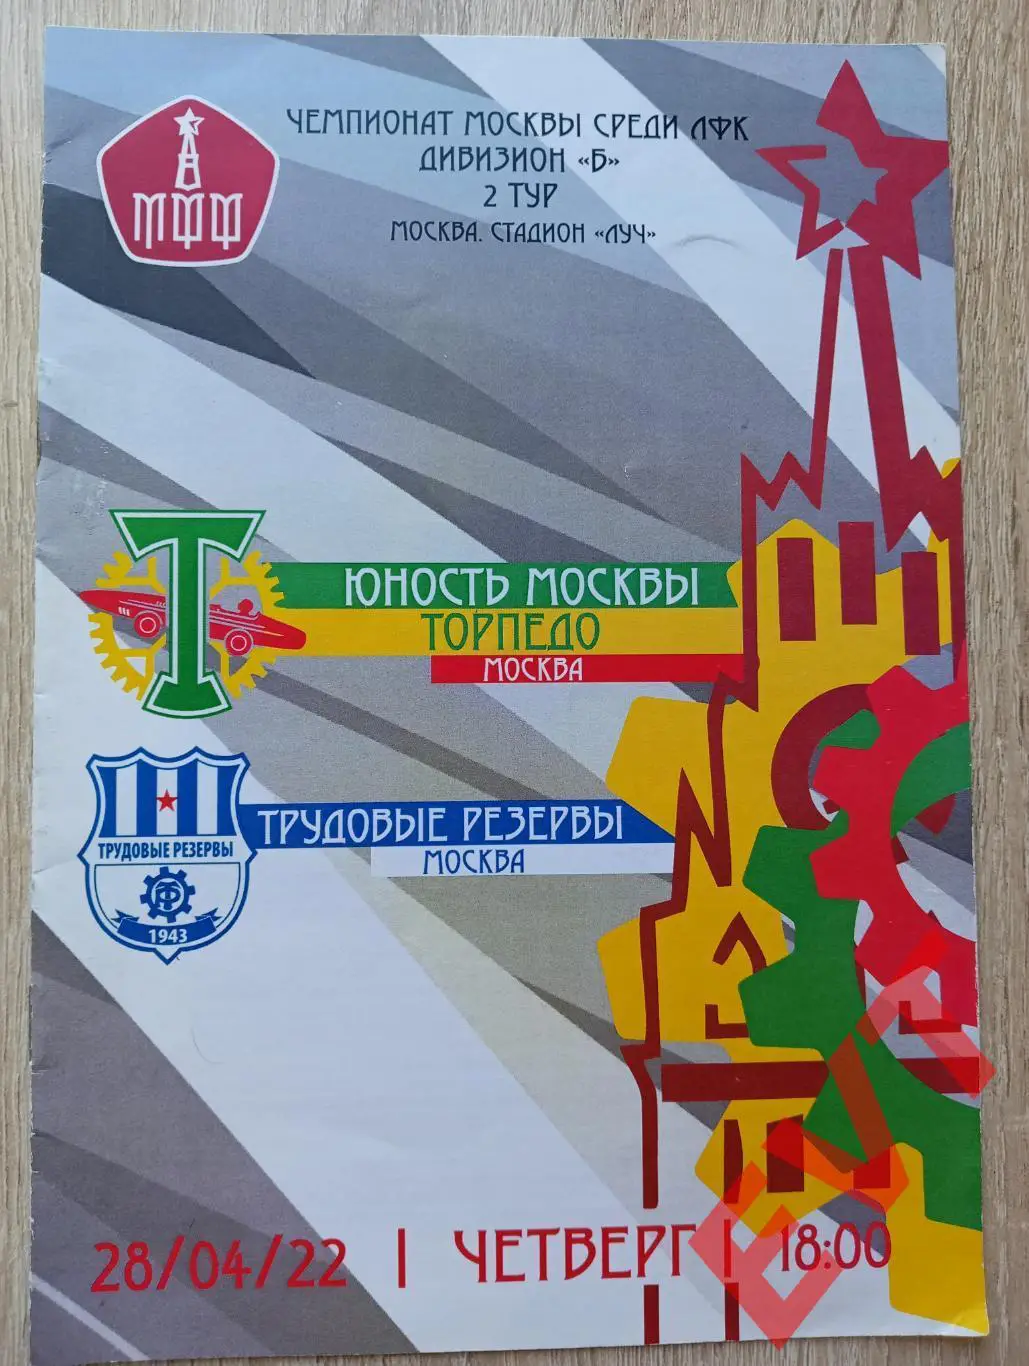 МФФ
ЧЕМПИОНАТ МОСКВЫ СРЕДИ ЛФК
ДИВИЗИОН «Б»
2 ТУР
МОСКВА. СТАДИОН «ЛУЧ»
Т
ЮНОСТЬ МОСКВЫ
ТОРПЕДО
МОСКВА
ТРУДОВЫЕ РЕЗЕРВЫ
1943
ТРУДОВЫЕ РЕЗЕРВЫ
МОСКВА
28/04/22 | ЧЕТВЕРГ | 18:00